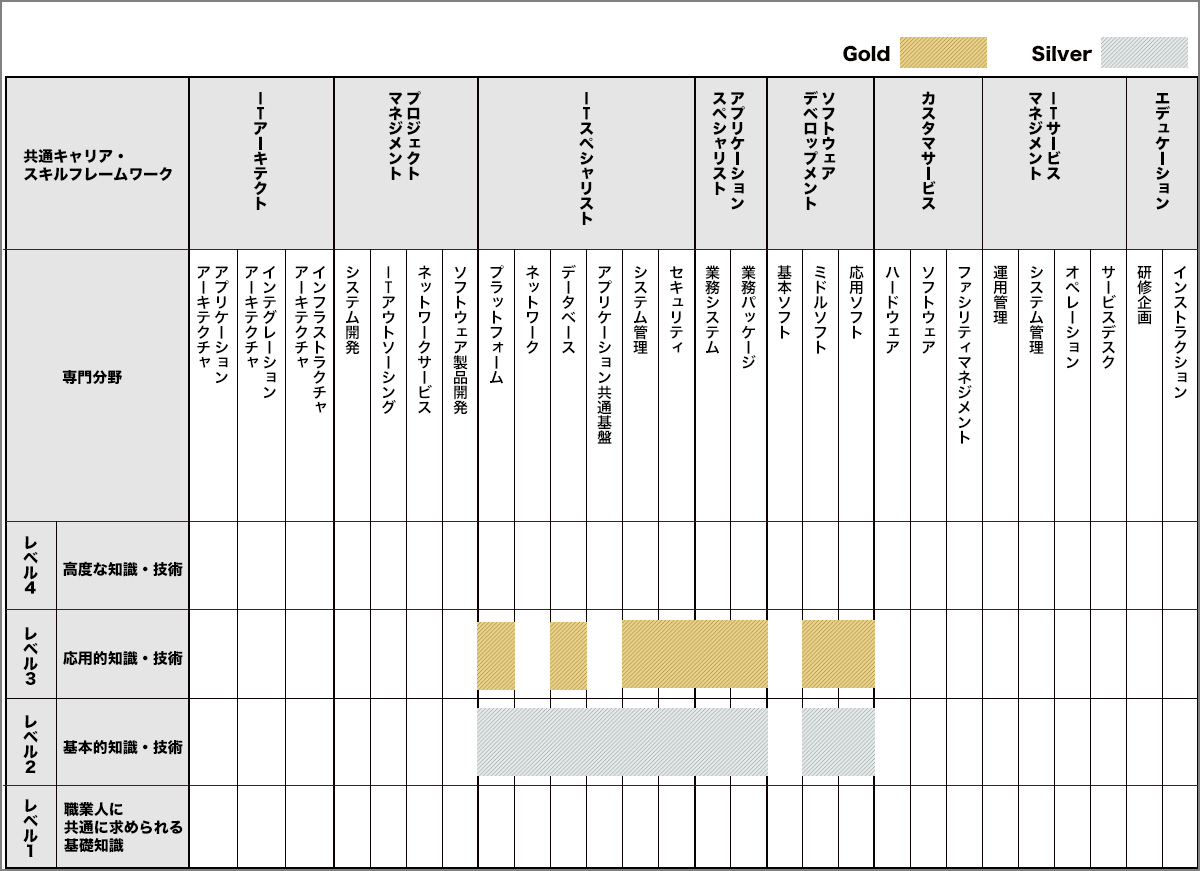 Gold
Silver
共通キャリア・
スキルフレームワーク
ITアーキテクト
プロジェクト
マネジメント
ITスペシャリスト
アプリケーション
スペシャリスト
ソフトウェア
デベロップメント
カスタマサービス
ITサービス
マネジメント
エデュケーション
専門分野
アプリケーション
アーキテクチャ
インテグレーション
アーキテクチャ
インフラストラクチャ
アーキテクチャ
システム開発
ITアウトソーシング
ネットワークサービス
ソフトウェア製品開発
プラットフォーム
ネットワーク
データベース
アプリケーション共通基盤
システム管理
セキュリティ
業務システム
業務パッケージ
基本ソフト
ミドルソフト
応用ソフト
ハードウェア
ソフトウェア
ファシリティマネジメント
運用管理
システム管理
オペレーション
サービスデスク
研修企画
インストラクション
レベル4
高度な知識・技術
レベル3
応用的知識・技術
レベル2
基本的知識・技術
レベル1
職業人に
共通に求められる
基礎知識